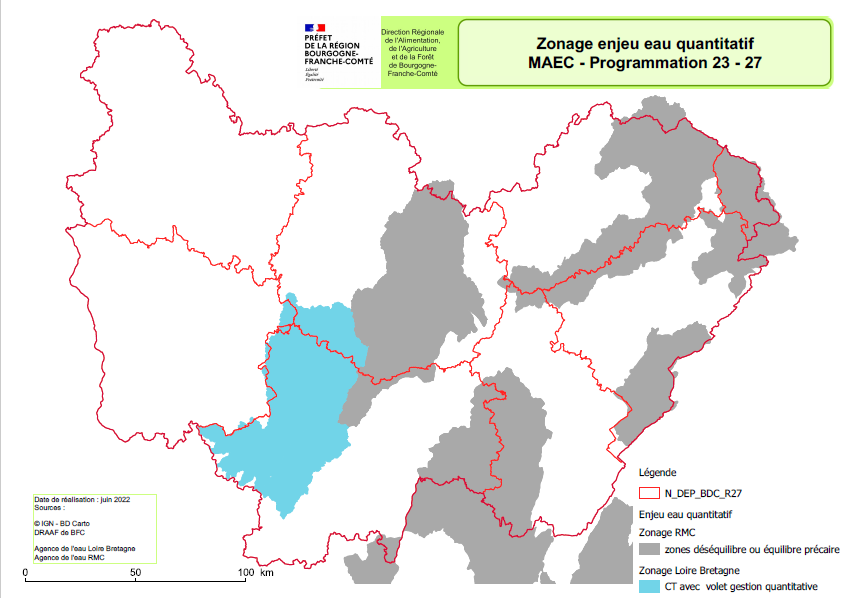 PRÉFET
DE LA RÉGION
BOURGOGNE-
FRANCHE-COMTÉ
Liberté
Égalité
Fraternité
Direction Régionale
de l'Alimentation,
de l'Agriculture
et de la Forêt
de Bourgogne-
Franche-Comté
Zonage enjeu eau quantitatif
MAEC - Programmation 23 - 27
Légende
N_DEP_BDC_R27
Enjeu eau quantitatif
Zonage RMC
zones déséquilibre ou équilibre précaire
Zonage Loire Bretagne
CT avec volet gestion quantitative
Date de réalisation : juin 2022
Sources :
© IGN - BD Carto
DRAAF de BFC
Agence de l'eau Loire Bretagne
Agence de l'eau RMC
0 50 100 km